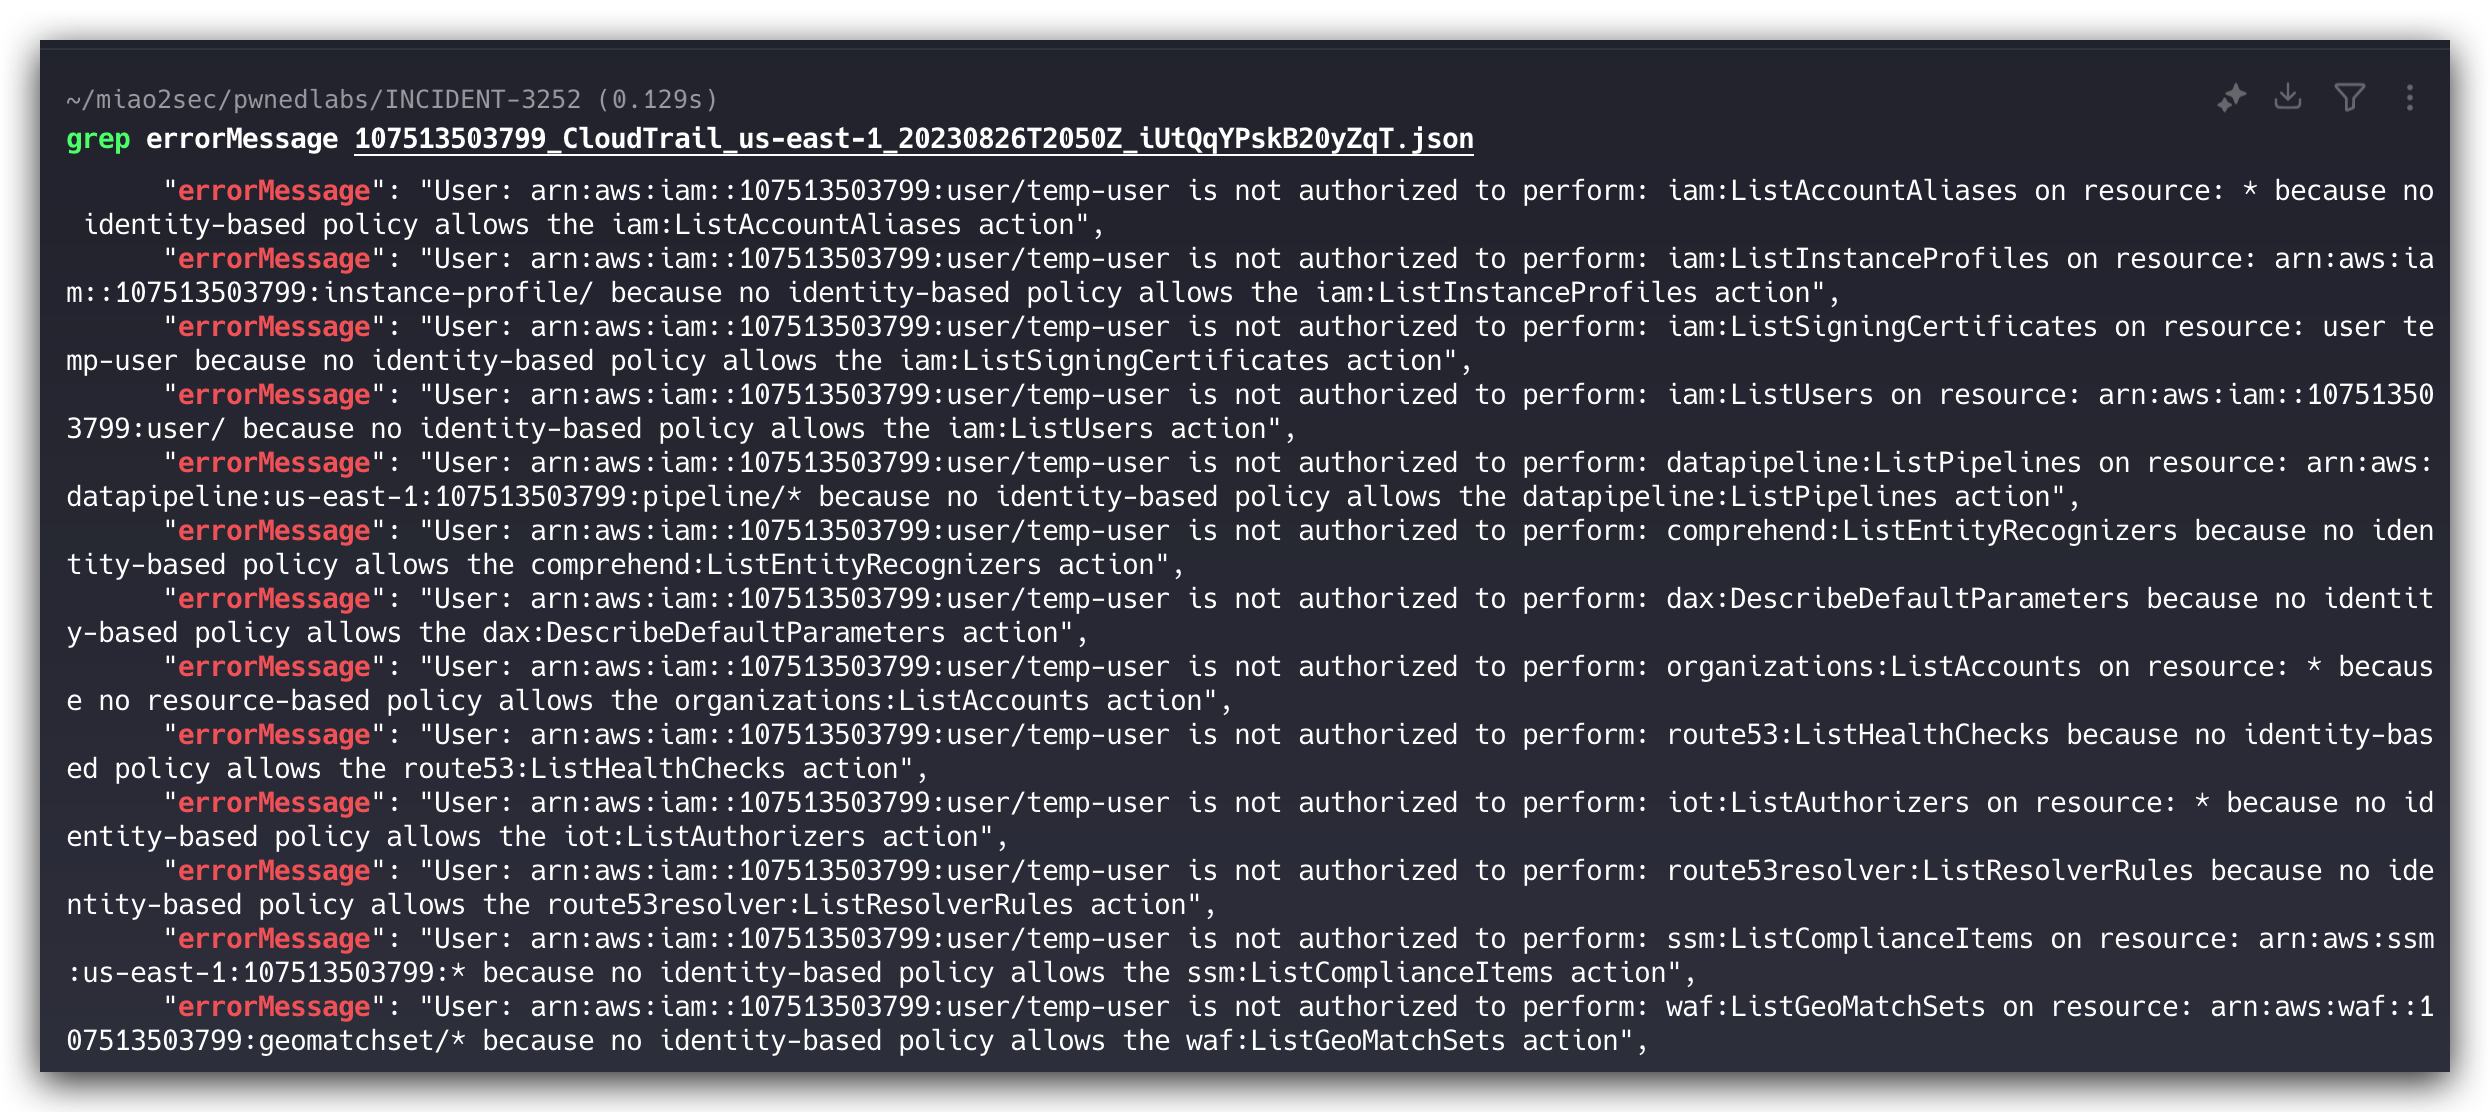 ~/miao2sec/pwnedlabs/INCIDENT-3252 (0.129s)
grep errorMessage 107513503799_CloudTrail_us-east-1_20230826T2050Z_iUtQqYPskB20yZqT.json
"errorMessage": "User: arn:aws:iam::107513503799:user/temp-user is not authorized to perform: iam:ListAccountAliases on resource: * because no
identity-based policy allows the iam:ListAccountAliases action",
"errorMessage": "User: arn:aws:iam::107513503799:user/temp-user is not authorized to perform: iam:ListInstanceProfiles on resource: arn:aws:ia
m::107513503799:instance-profile/ because no identity-based policy allows the iam:ListInstanceProfiles action",
"errorMessage": "User: arn:aws:iam::107513503799:user/temp-user is not authorized to perform: iam:ListSigningCertificates on resource: user te
mp-user because no identity-based policy allows the iam:ListSigningCertificates action",
"errorMessage": "User: arn:aws:iam::107513503799:user/temp-user is not authorized to perform: iam:ListUsers on resource: arn:aws:iam::10751350
3799:user/ because no identity-based policy allows the iam:ListUsers action",
"errorMessage": "User: arn:aws:iam::107513503799:user/temp-user is not authorized to perform: datapipeline:ListPipelines on resource: arn:aws:
datapipeline:us-east-1:107513503799:pipeline/* because no identity-based policy allows the datapipeline:ListPipelines action",
"errorMessage": "User: arn:aws:iam::107513503799:user/temp-user is not authorized to perform: comprehend:ListEntityRecognizers because no iden
tity-based policy allows the comprehend:ListEntityRecognizers action",
"errorMessage": "User: arn:aws:iam::107513503799:user/temp-user is not authorized to perform: dax:DescribeDefaultParameters because no identit
y-based policy allows the dax:DescribeDefaultParameters action",
"errorMessage": "User: arn:aws:iam::107513503799:user/temp-user is not authorized to perform: organizations:ListAccounts on resource: * becaus
e no resource-based policy allows the organizations:ListAccounts action",
"errorMessage": "User: arn:aws:iam::107513503799:user/temp-user is not authorized to perform: route53:ListHealthChecks because no identity-bas
ed policy allows the route53:ListHealthChecks action",
"errorMessage": "User: arn:aws:iam::107513503799:user/temp-user is not authorized to perform: iot:ListAuthorizers on resource: * because no id
entity-based policy allows the iot:ListAuthorizers action",
"errorMessage": "User: arn:aws:iam::107513503799:user/temp-user is not authorized to perform: route53resolver:ListResolverRules because no ide
ntity-based policy allows the route53resolver:ListResolverRules action",
"errorMessage": "User: arn:aws:iam::107513503799:user/temp-user is not authorized to perform: ssm:ListComplianceItems on resource: arn:aws:ssm
:us-east-1:107513503799:* because no identity-based policy allows the ssm:ListComplianceItems action",
"errorMessage": "User: arn:aws:iam::107513503799:user/temp-user is not authorized to perform: waf:ListGeoMatchSets on resource: arn:aws:waf::1
07513503799:geomatchset/* because no identity-based policy allows the waf:ListGeoMatchSets action",